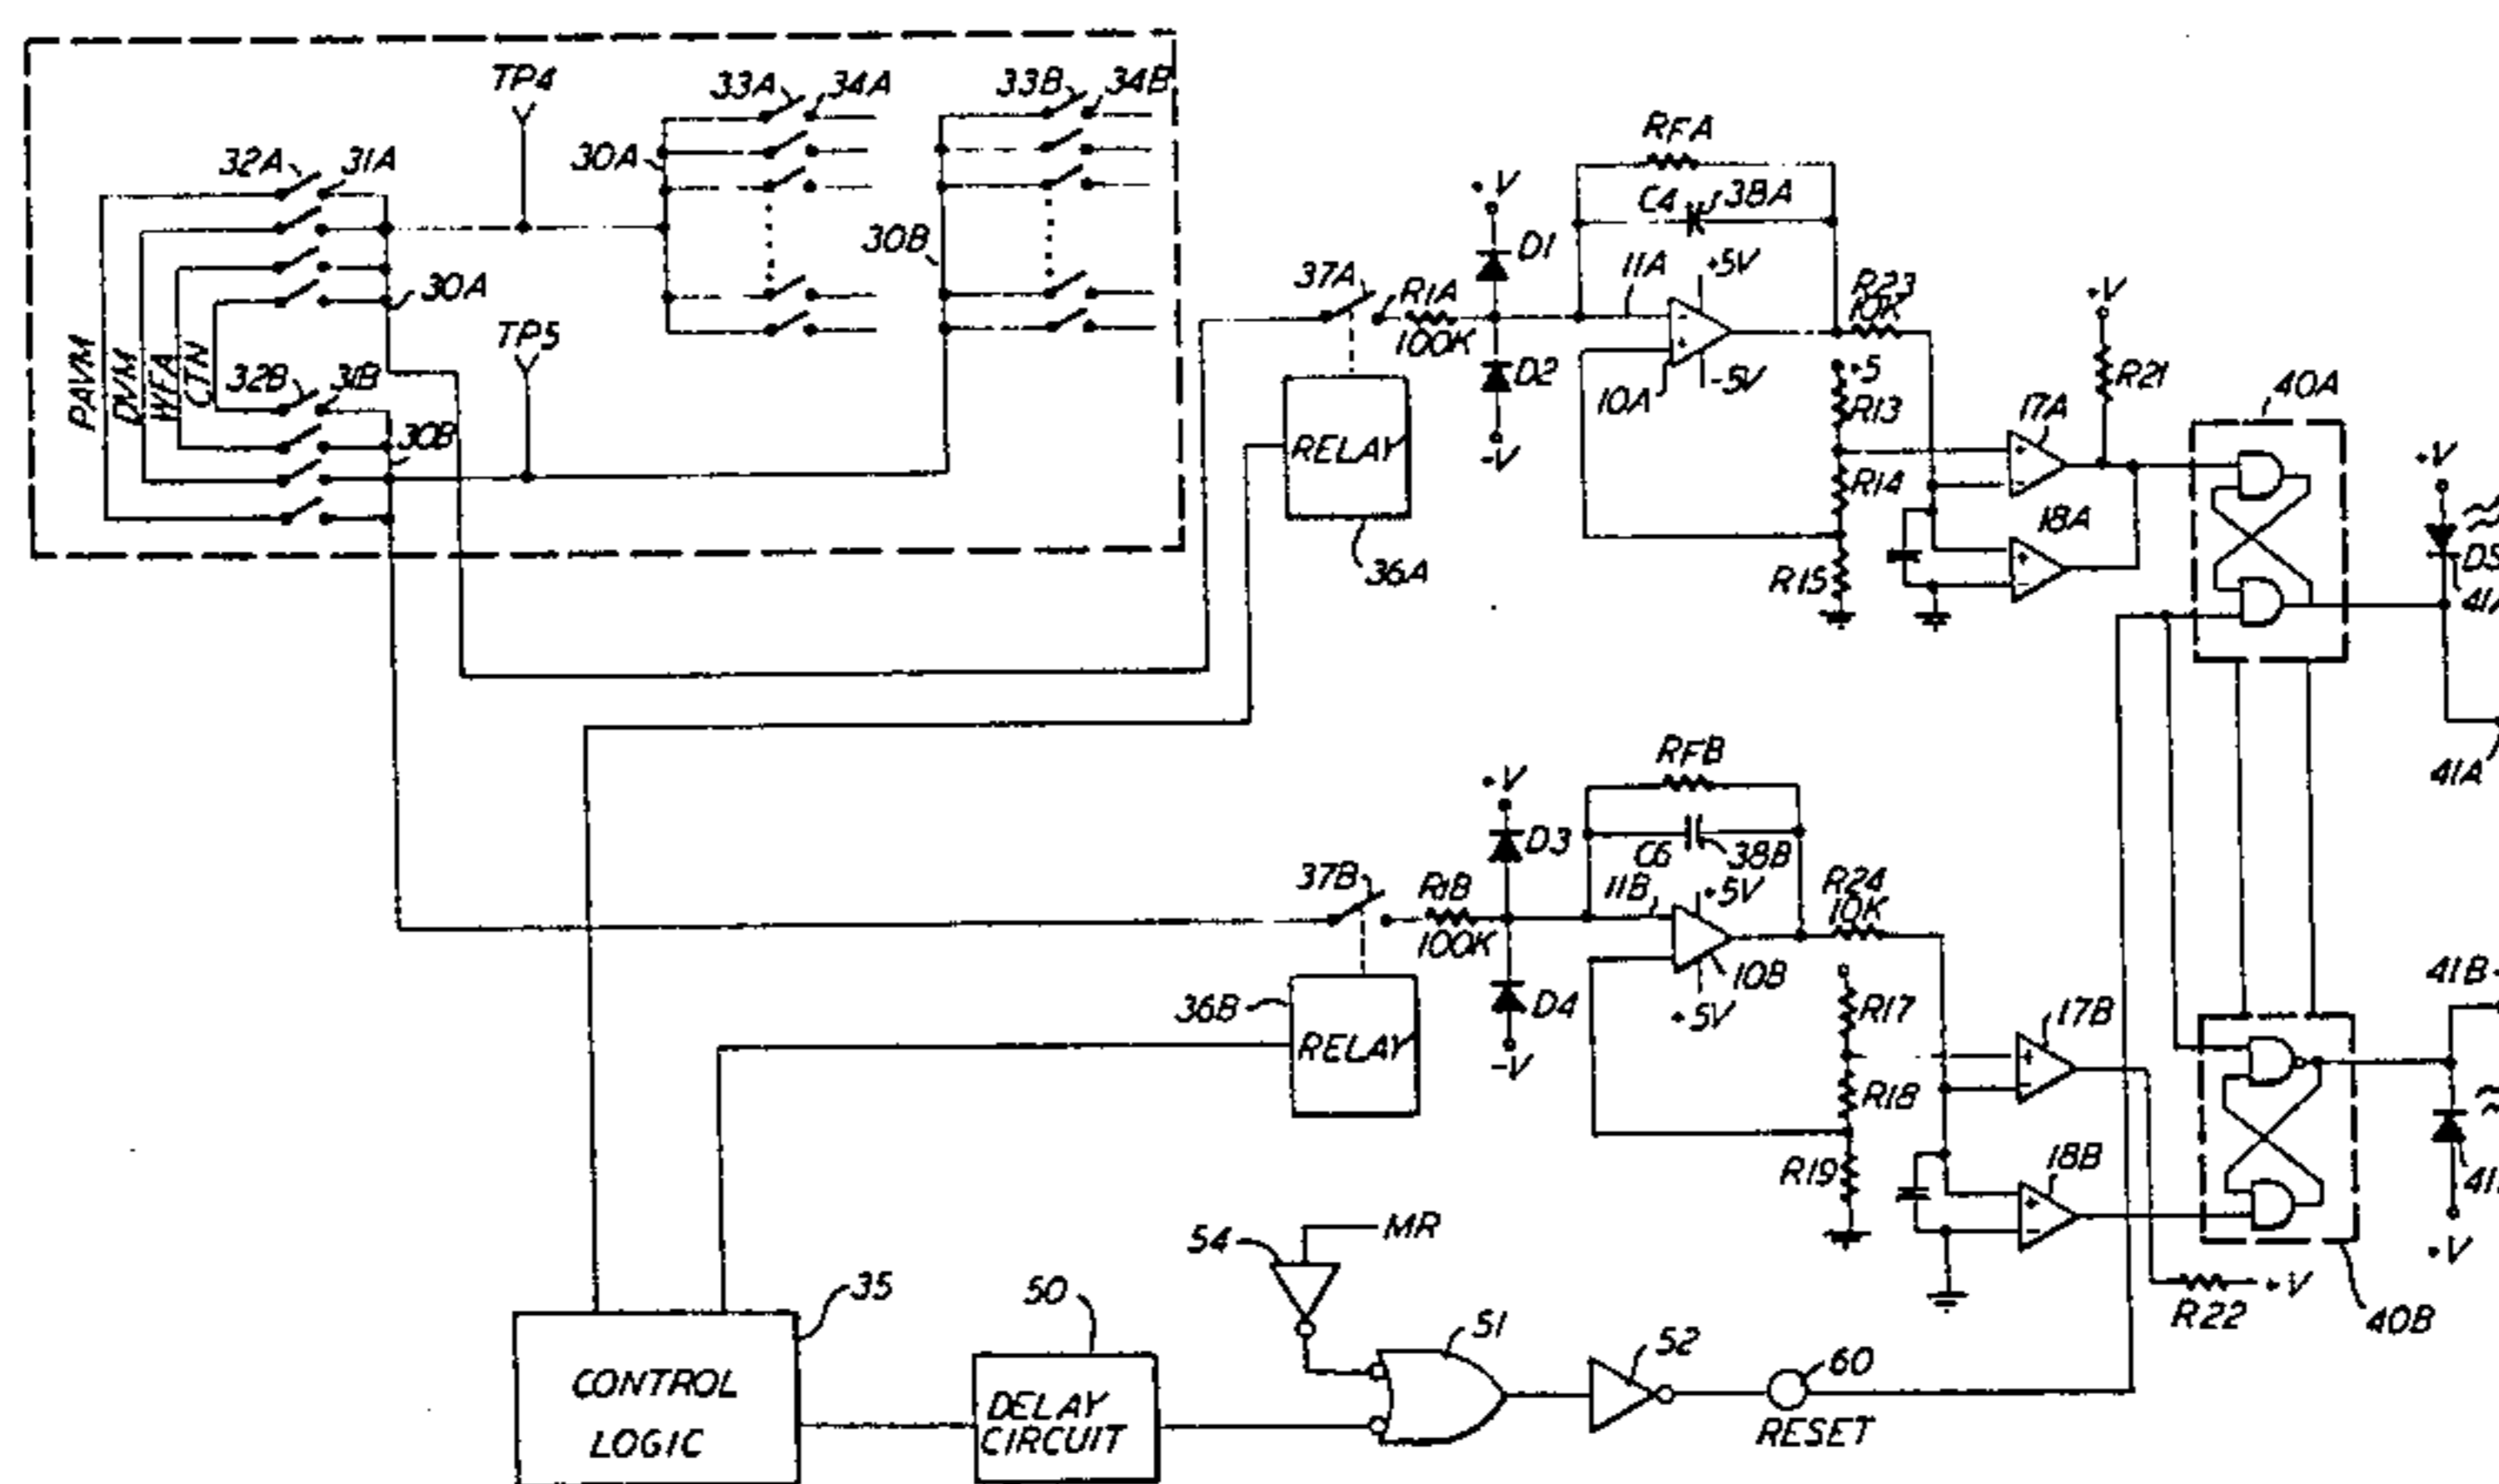 TP4
33A
34A
33B
34B
30A
32A
31A
30B
30A
TP5
PAVM
DVM
WFA
CTN
32B
31B
30B
RFA
+V
C4
38A
D1
11A
+5V
R23
10K
37A
R1A
100K
D2
-V
10A
-5V
+5
R13
R14
R15
+V
R21
17A
18A
40A
+V
D5
41A
RELAY
36A
RFB
+V
D3
C6
38B
11B
+5V
R24
10K
37B
R1B
100K
D4
-V
10B
+5V
R17
R18
R19
17B
18B
41B
+V
36B
RELAY
R22
+V
40B
54
MR
35
CONTROL
LOGIC
50
DELAY
CIRCUIT
51
52
60
RESET